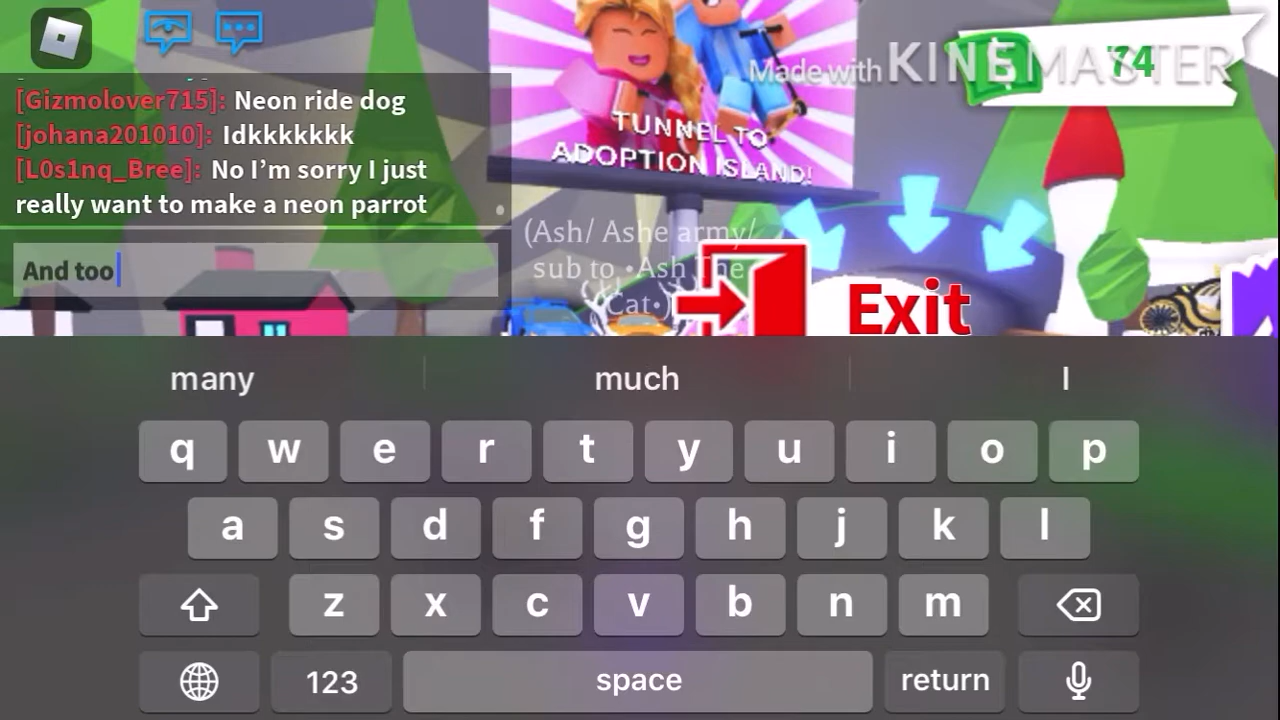 [Gizmolover715]: Neon ride dog
[johana201010]: Idkkkkkkk
[L0s1nq_Bree]: No I'm sorry I just
really want to make a neon parrot
And too
TUNNEL TO
ADOPTION ISLAND!
Made with KINEMASTER
74
(Ash/ Ashe army/
sub to •Ash The
Cat•)
Exit
many much I
q w e r t y u i o p
a s d f g h j k l
z x c v b n m
123 space return